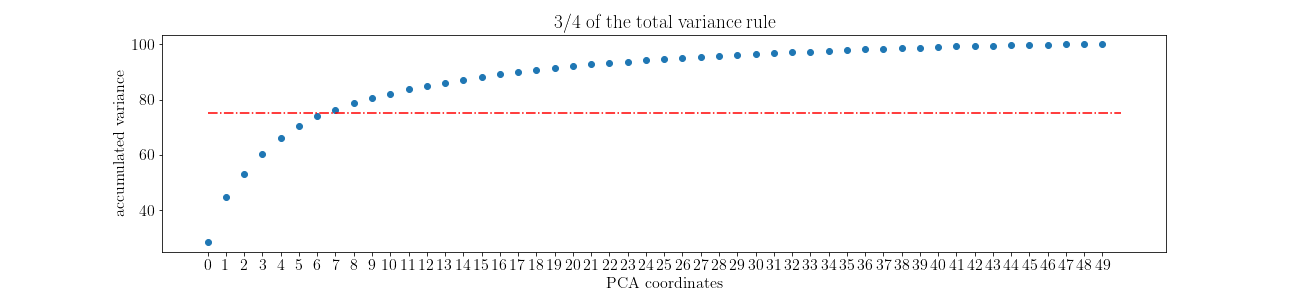 3/4 of the total variance rule
100
80
60
40
accumulated variance
0 1 2 3 4 5 6 7 8 9 10 11 12 13 14 15 16 17 18 19 20 21 22 23 24 25 26 27 28 29 30 31 32 33 34 35 36 37 38 39 40 41 42 43 44 45 46 47 48 49
PCA coordinates